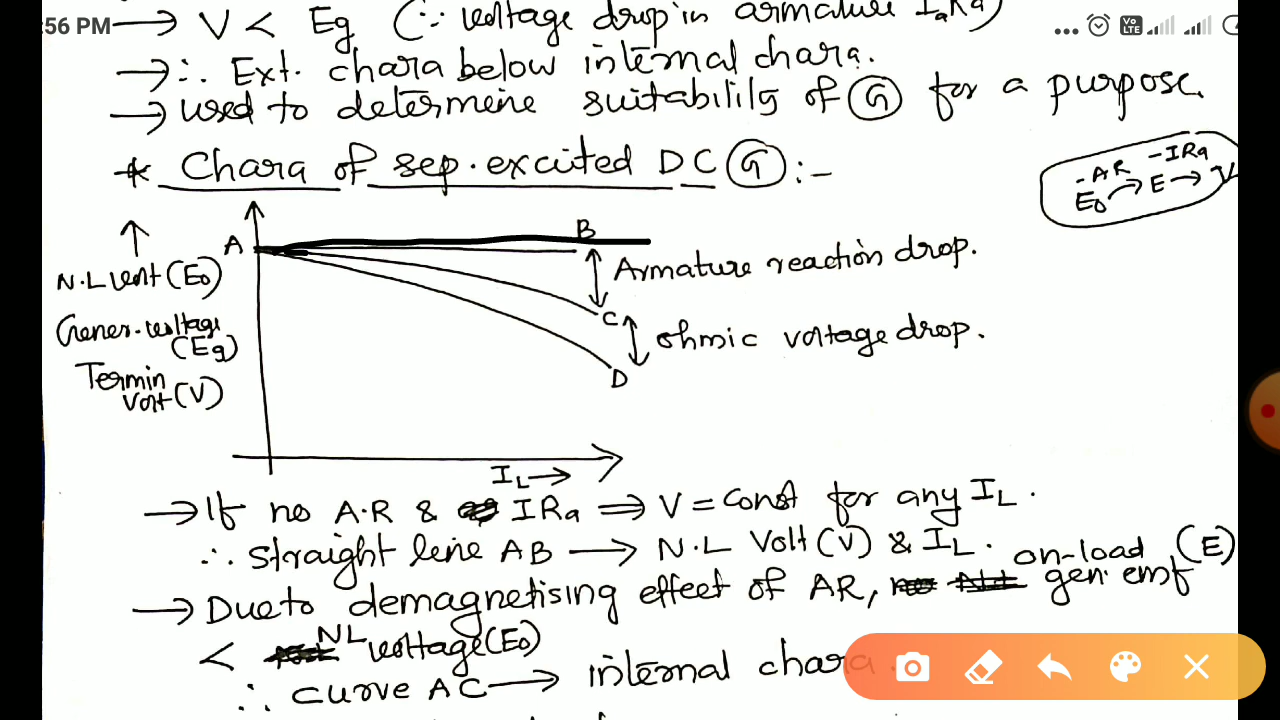 :56 PM
→ V < Eg (∵ voltage drop in armature IaRa)
→ ∴ Ext. chara below internal chara.
→ used to determine suitability of G for a purpose.
* Chara of sep. excited DC G :-
-AR -IRa
E0 → E → V
A
B
C
D
↑
N.L Volt (E0)
Gener. voltage
(Eg)
Termin
Volt (V)
Armature reaction drop.
ohmic voltage drop.
IL →
→ If no A.R & IRa ⇒ V = Const for any IL.
∴ straight line AB → N.L Volt (V) & IL.
on-load (E)
→ Due to demagnetising effect of AR, gen. emf
< NL voltage (E0)
∴ curve AC → internal chara.